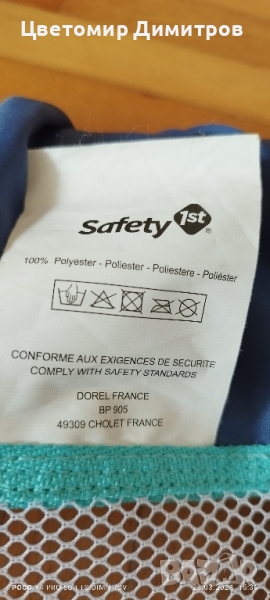 Цветомир Димитров
Safety 1st
100% Polyester - Poliester - Poliestere - Poliéster
CONFORME AUX EXIGENCES DE SECURITE
COMPLY WITH SAFETY STANDARDS
DOREL FRANCE
BP 905
49309 CHOLET FRANCE